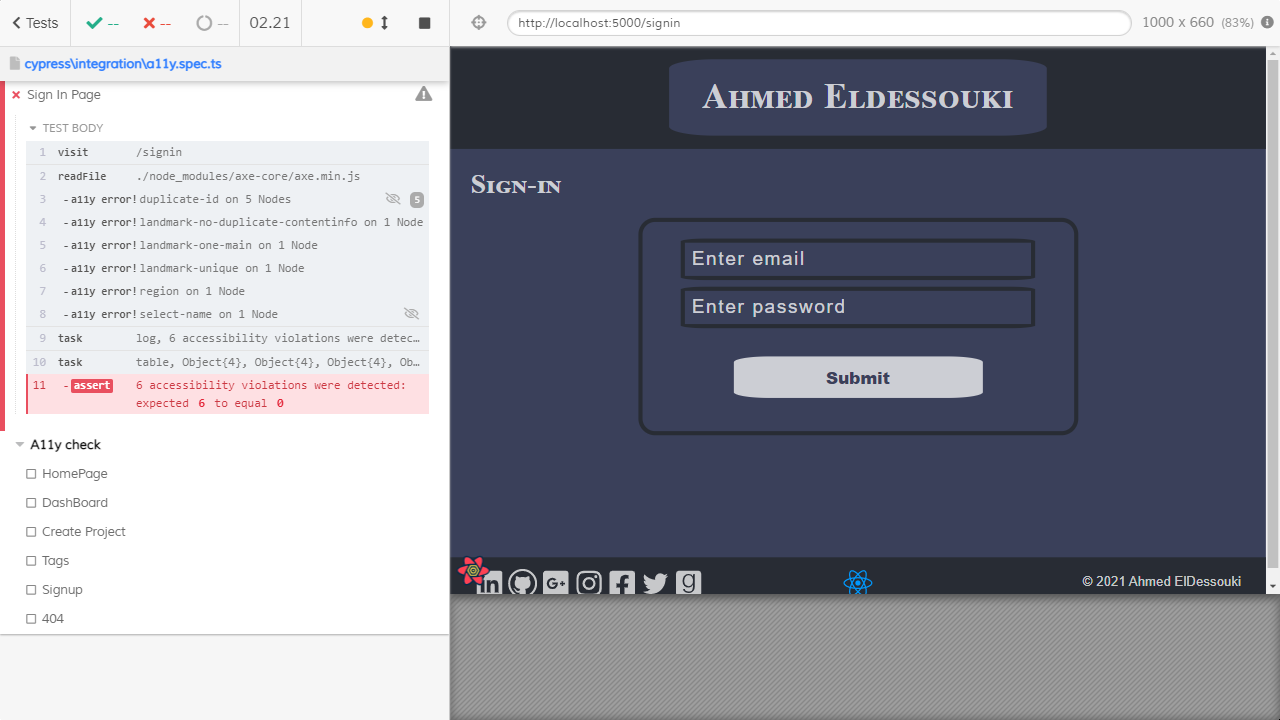 Tests
--
--
--
02.21
http://localhost:5000/signin
1000 x 660 (83%)
cypress\integration\a11y.spec.ts
Sign In Page
TEST BODY
1 visit /signin
2 readFile ./node_modules/axe-core/axe.min.js
3 -a11y error! duplicate-id on 5 Nodes 5
4 -a11y error! landmark-no-duplicate-contentinfo on 1 Node
5 -a11y error! landmark-one-main on 1 Node
6 -a11y error! landmark-unique on 1 Node
7 -a11y error! region on 1 Node
8 -a11y error! select-name on 1 Node
9 task log, 6 accessibility violations were detec…
10 task table, Object{4}, Object{4}, Object{4}, Ob…
11 -assert 6 accessibility violations were detected:
expected 6 to equal 0
A11y check
HomePage
DashBoard
Create Project
Tags
Signup
404
Ahmed Eldessouki
Sign-in
Enter email
Enter password
Submit
© 2021 Ahmed ElDessouki